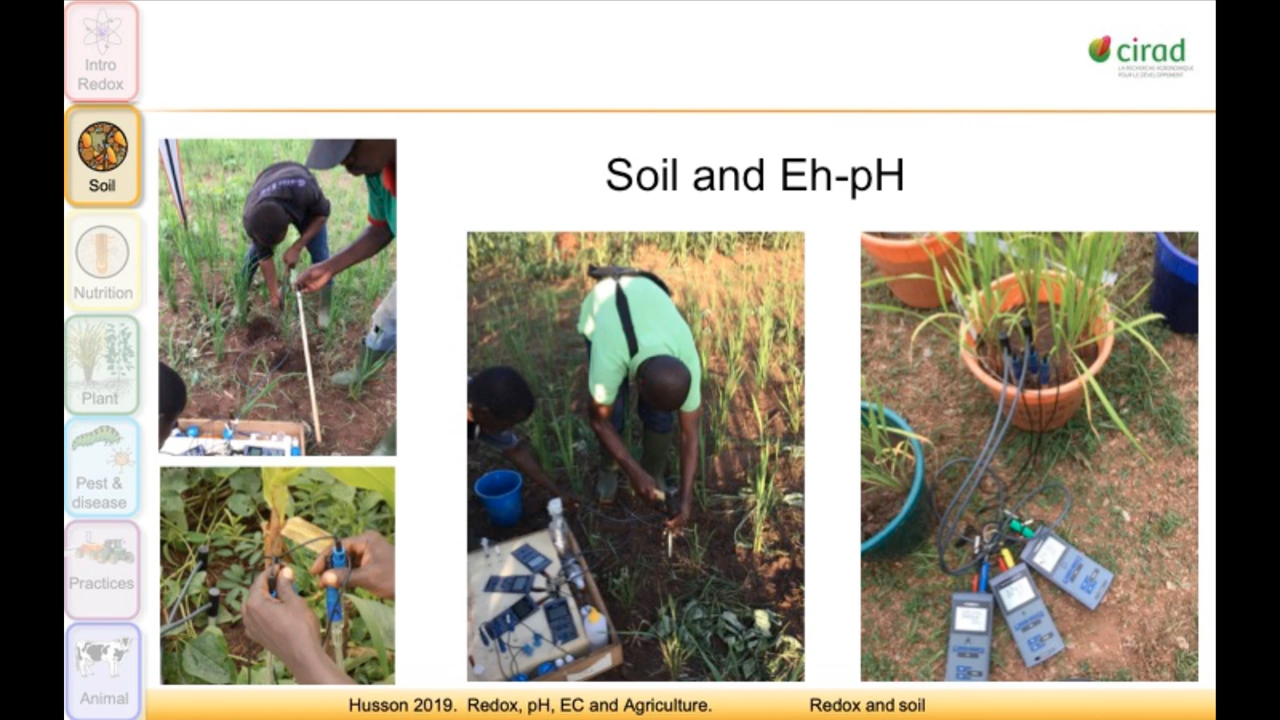 Intro
Redox
Soil
Nutrition
Plant
Pest &
disease
Practices
Animal
cirad
LA RECHERCHE AGRONOMIQUE
POUR LE DÉVELOPPEMENT
Soil and Eh-pH
Husson 2019. Redox, pH, EC and Agriculture.
Redox and soil